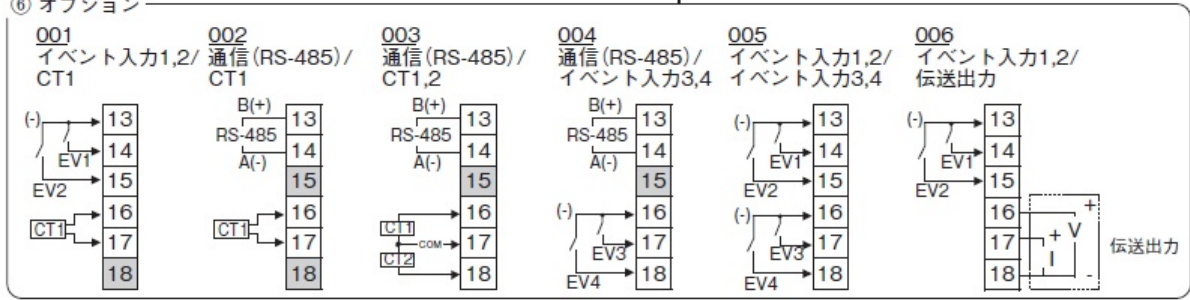 ⑥ オプション
001
イベント入力1,2/
CT1
(-)
EV1
EV2
CT1
13
14
15
16
17
18
002
通信(RS-485)/
CT1
B(+)
RS-485
A(-)
CT1
13
14
15
16
17
18
003
通信(RS-485)/
CT1,2
B(+)
RS-485
A(-)
CT1
COM
CT2
13
14
15
16
17
18
004
通信(RS-485)/
イベント入力3,4
B(+)
RS-485
A(-)
(-)
EV3
EV4
13
14
15
16
17
18
005
イベント入力1,2/
イベント入力3,4
(-)
EV1
EV2
(-)
EV3
EV4
13
14
15
16
17
18
006
イベント入力1,2/
伝送出力
(-)
EV1
EV2
13
14
15
16
17
18
+
+ V
I
-
伝送出力